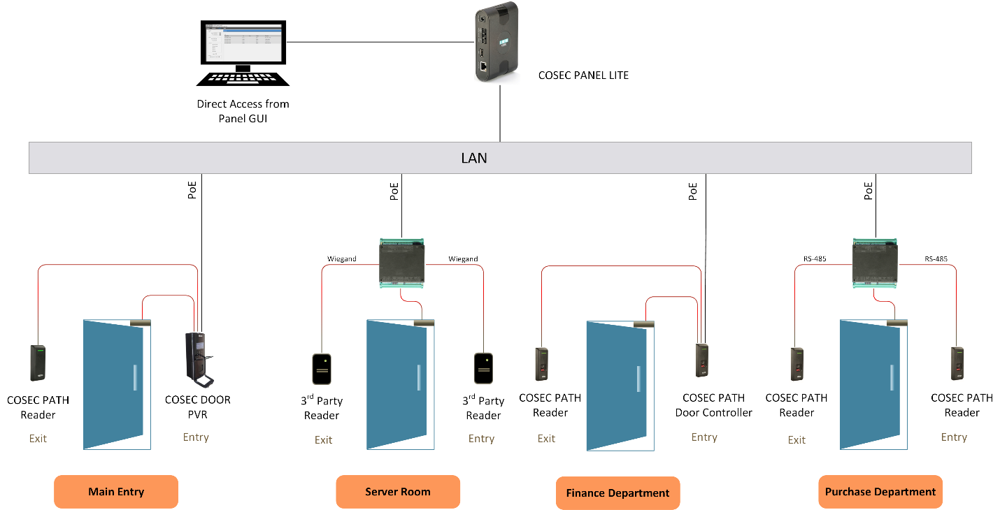 COSEC PANEL LITE
Direct Access from
Panel GUI
LAN
PoE
PoE
PoE
PoE
Wiegand
Wiegand
RS-485
RS-485
COSEC PATH
Reader
Exit
COSEC DOOR
PVR
Entry
3rd Party
Reader
Exit
3rd Party
Reader
Entry
COSEC PATH
Reader
Exit
COSEC PATH
Door Controller
Entry
COSEC PATH
Reader
Exit
COSEC PATH
Reader
Entry
Main Entry
Server Room
Finance Department
Purchase Department